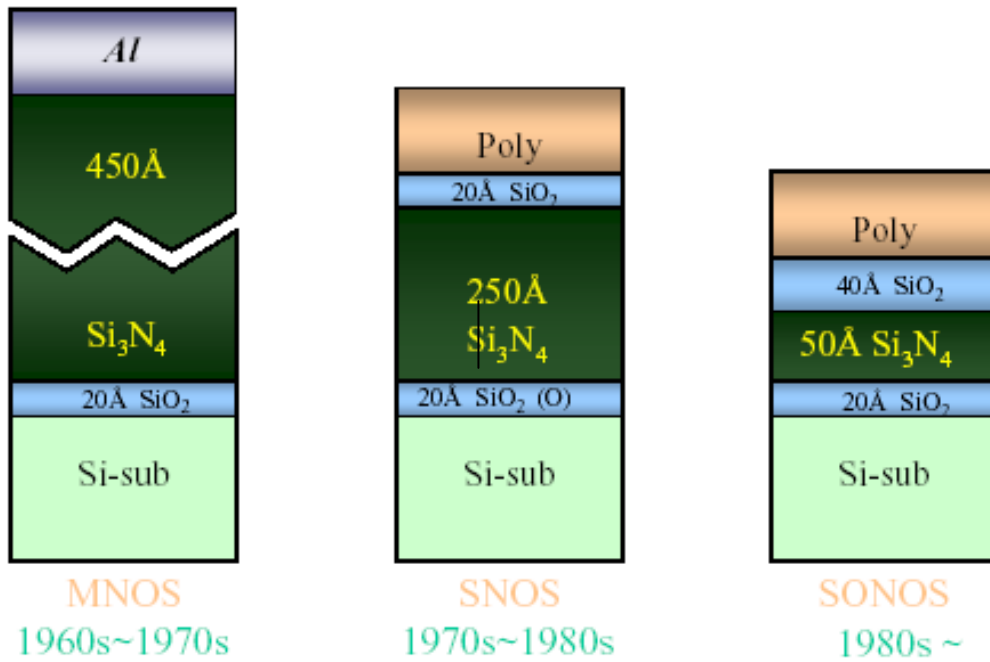 Al
450Å
Si₃N₄
20Å SiO₂
Si-sub
MNOS
1960s~1970s
Poly
20Å SiO₂
250Å
Si₃N₄
20Å SiO₂ (O)
Si-sub
SNOS
1970s~1980s
Poly
40Å SiO₂
50Å Si₃N₄
20Å SiO₂
Si-sub
SONOS
1980s ~